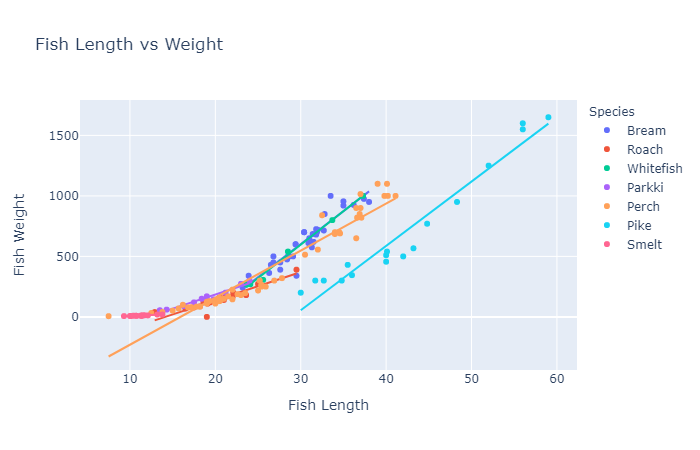 Fish Length vs Weight
Species
Bream
Roach
Whitefish
Parkki
Perch
Pike
Smelt
Fish Weight
1500
1000
500
0
10 20 30 40 50 60
Fish Length